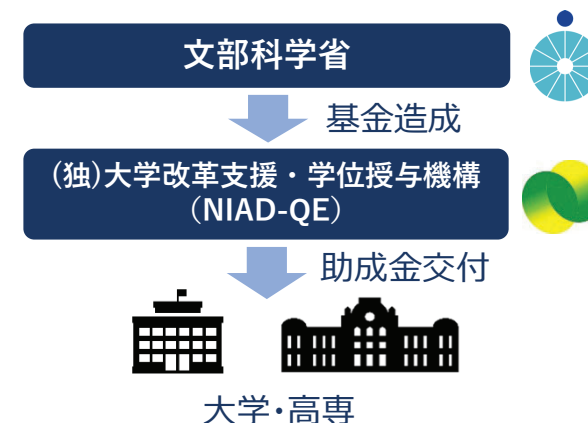 文部科学省
基金造成
(独)大学改革支援・学位授与機構
(NIAD-QE)
助成金交付
大学・高専